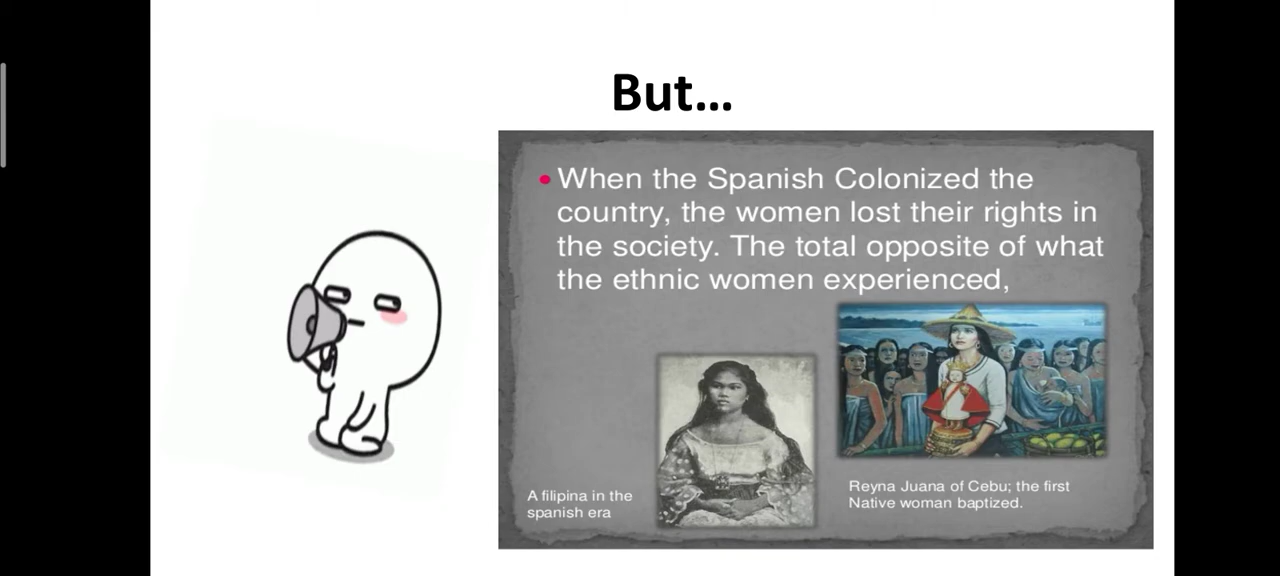 But...
• When the Spanish Colonized the
country, the women lost their rights in
the society. The total opposite of what
the ethnic women experienced,
A filipina in the
spanish era
Reyna Juana of Cebu; the first
Native woman baptized.